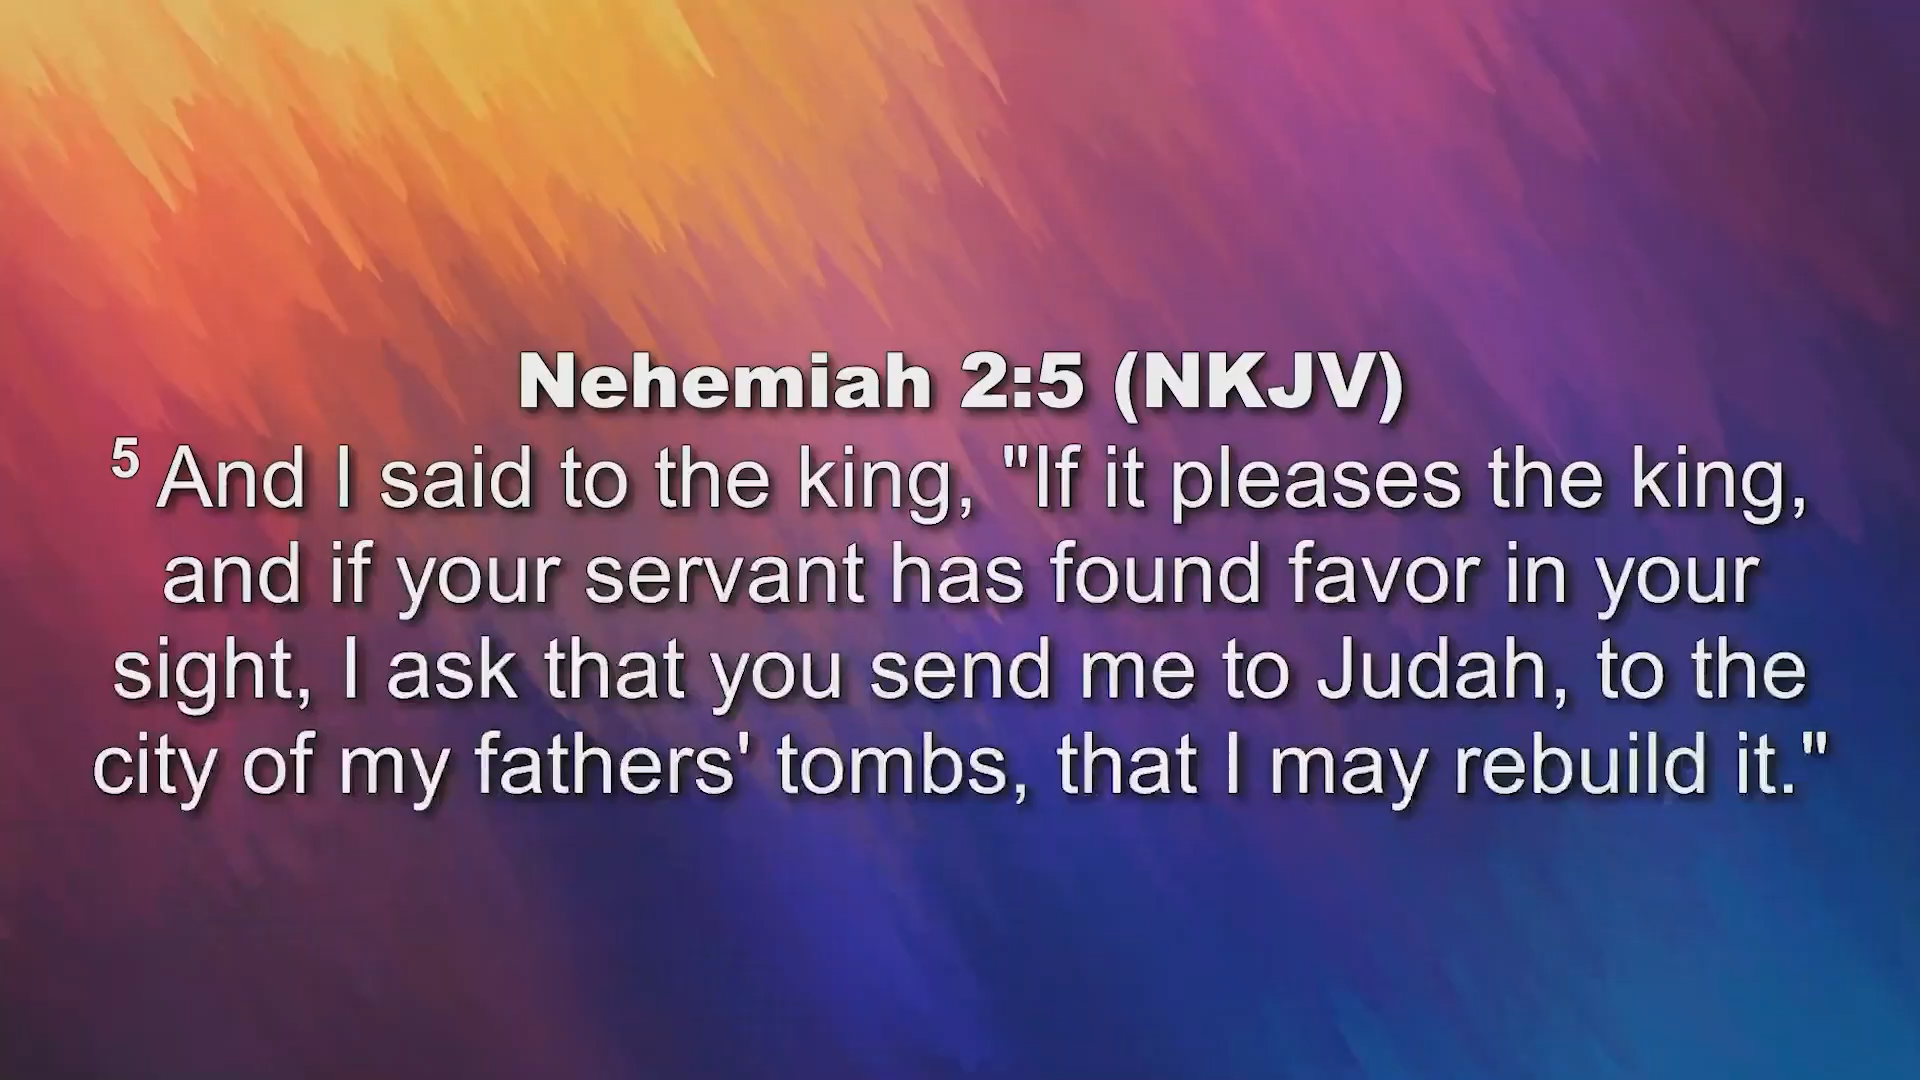 Nehemiah 2:5 (NKJV)
5 And I said to the king, "If it pleases the king,
and if your servant has found favor in your
sight, I ask that you send me to Judah, to the
city of my fathers' tombs, that I may rebuild it."